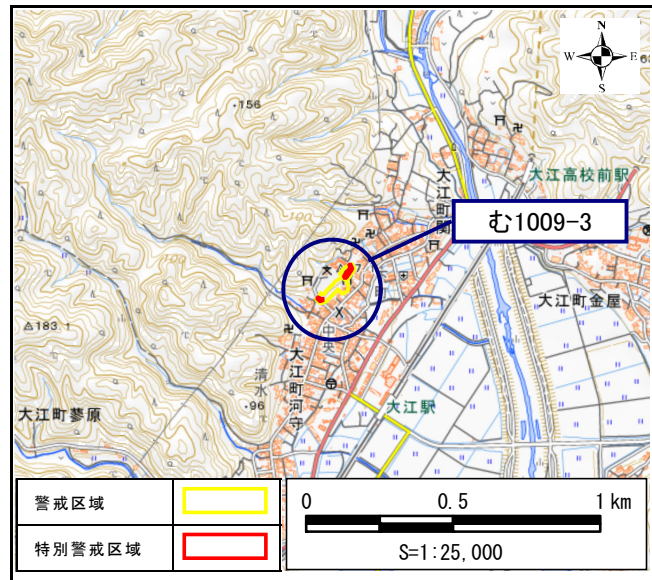 N
W E
S
・156
大江高校前駅
大江町関
む1009-3
100
大江町金屋
△183.1
中央
清水
・96
大江町河守
大江町蓼原
大江駅
警戒区域
特別警戒区域
0 0.5 1km
S=1:25,000